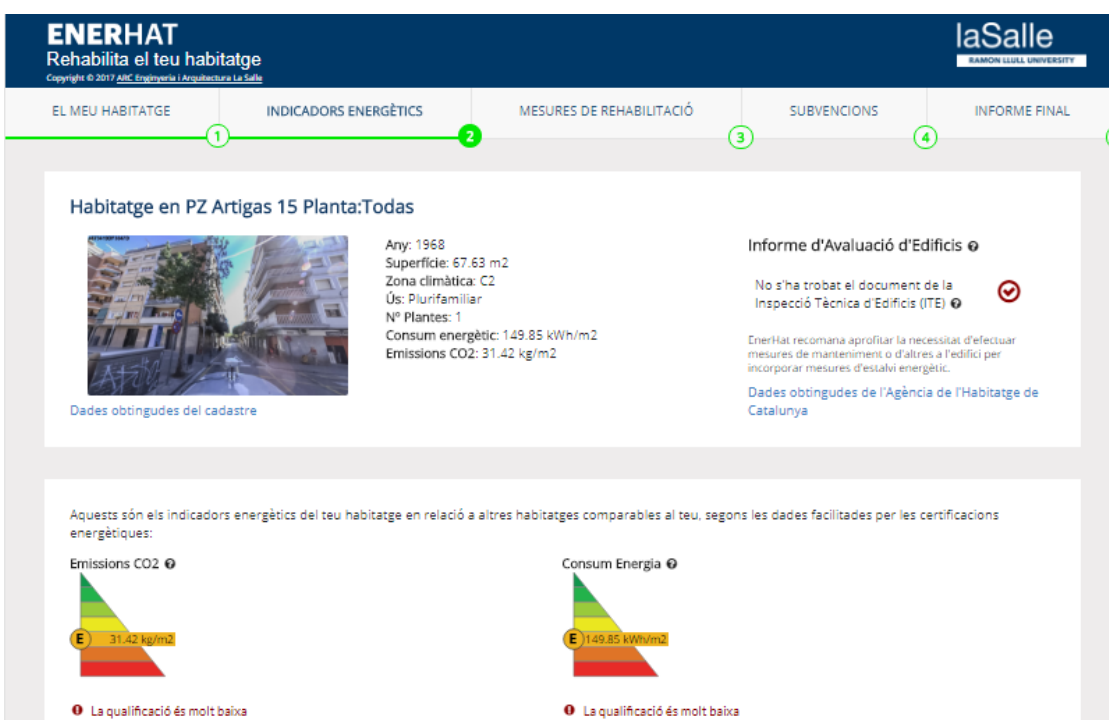 ENERHAT
Rehabilita el teu habitatge
Copyright © 2017 ARC Enginyeria i Arquitectura La Salle
laSalle
RAMON LLULL UNIVERSITY
EL MEU HABITATGE
INDICADORS ENERGÈTICS
MESURES DE REHABILITACIÓ
SUBVENCIONS
INFORME FINAL
1
2
3
4
Habitatge en PZ Artigas 15 Planta:Todas
Any: 1968
Superfície: 67.63 m2
Zona climàtica: C2
Ús: Plurifamiliar
Nº Plantes: 1
Consum energètic: 149.85 kWh/m2
Emissions CO2: 31.42 kg/m2
Dades obtingudes del cadastre
Informe d'Avaluació d'Edificis
No s'ha trobat el document de la
Inspecció Tècnica d'Edificis (ITE)
EnerHat recomana aprofitar la necessitat d'efectuar
mesures de manteniment o d'altres a l'edifici per
incorporar mesures d'estalvi energètic.
Dades obtingudes de l'Agència de l'Habitatge de
Catalunya
Aquests són els indicadors energètics del teu habitatge en relació a altres habitatges comparables al teu, segons les dades facilitades per les certificacions
energètiques:
Emissions CO2
E 31.42 kg/m2
La qualificació és molt baixa
Consum Energia
E 149.85 kWh/m2
La qualificació és molt baixa